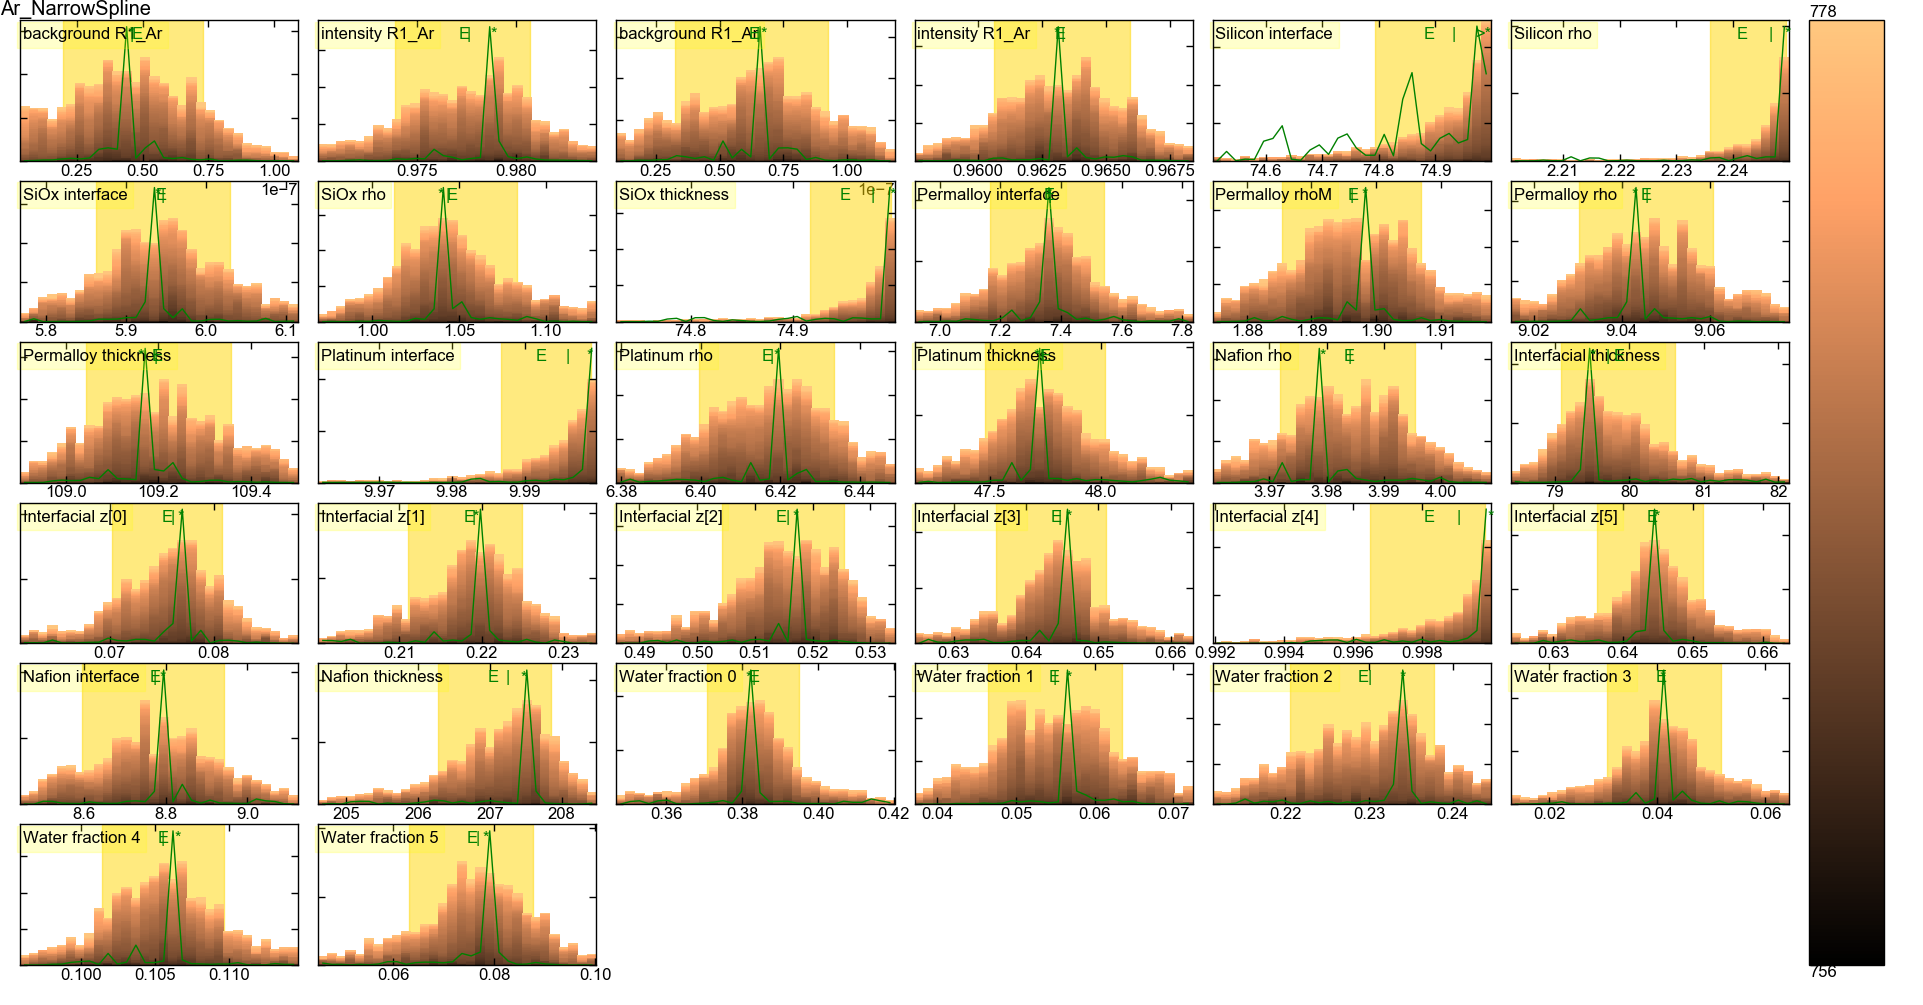 Ar_NarrowSpline
778
background R1_Ar
intensity R1_Ar
background R1_Ar
intensity R1_Ar
Silicon interface
Silicon rho
0.25 0.50 0.75 1.00
0.975 0.980
0.25 0.50 0.75 1.00
0.9600 0.9625 0.9650 0.9675
74.6 74.7 74.8 74.9
2.21 2.22 2.23 2.24
1e-7
1e-7
SiOx interface
SiOx rho
SiOx thickness
Permalloy interface
Permalloy rhoM
Permalloy rho
5.8 5.9 6.0 6.1
1.00 1.05 1.10
74.8 74.9
7.0 7.2 7.4 7.6 7.8
1.88 1.89 1.90 1.91
9.02 9.04 9.06
Permalloy thickness
Platinum interface
Platinum rho
Platinum thickness
Nafion rho
Interfacial thickness
109.0 109.2 109.4
9.97 9.98 9.99
6.38 6.40 6.42 6.44
47.5 48.0
3.97 3.98 3.99 4.00
79 80 81 82
Interfacial z[0]
Interfacial z[1]
Interfacial z[2]
Interfacial z[3]
Interfacial z[4]
Interfacial z[5]
0.07 0.08
0.21 0.22 0.23
0.49 0.50 0.51 0.52 0.53
0.63 0.64 0.65 0.66
0.992 0.994 0.996 0.998
0.63 0.64 0.65 0.66
Nafion interface
Nafion thickness
Water fraction 0
Water fraction 1
Water fraction 2
Water fraction 3
8.6 8.8 9.0
205 206 207 208
0.36 0.38 0.40 0.42
0.04 0.05 0.06 0.07
0.22 0.23 0.24
0.02 0.04 0.06
Water fraction 4
Water fraction 5
0.100 0.105 0.110
0.06 0.08 0.10
756